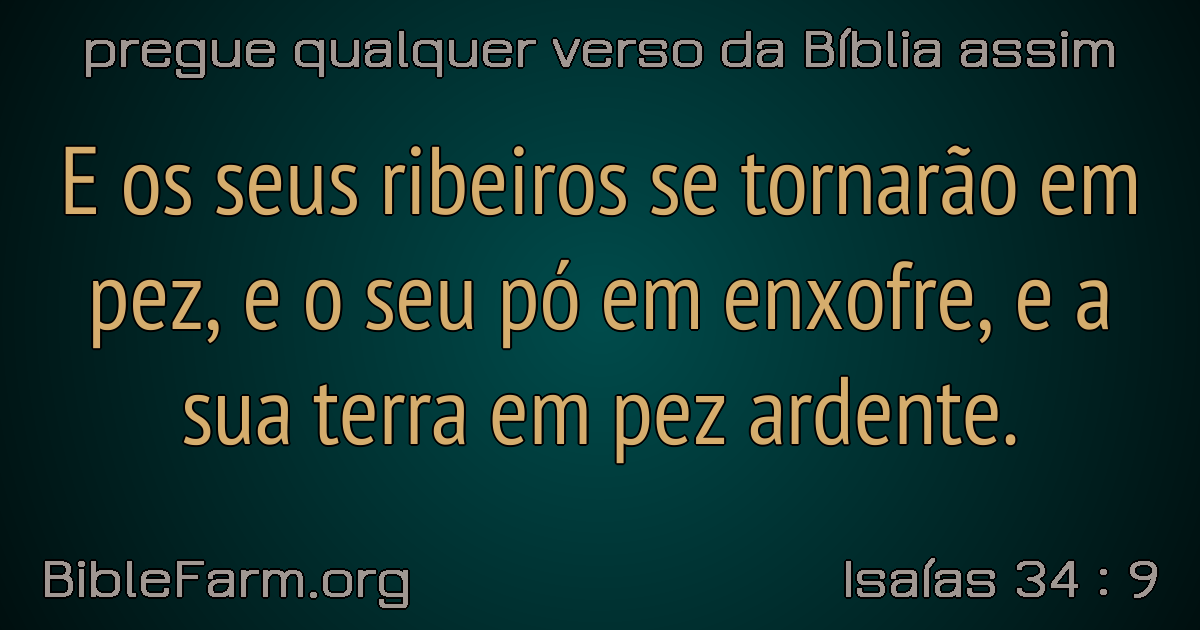 pregue qualquer verso da Bíblia assim
E os seus ribeiros se tornarão em
pez, e o seu pó em enxofre, e a
sua terra em pez ardente.
BibleFarm.org
Isaías 34 : 9